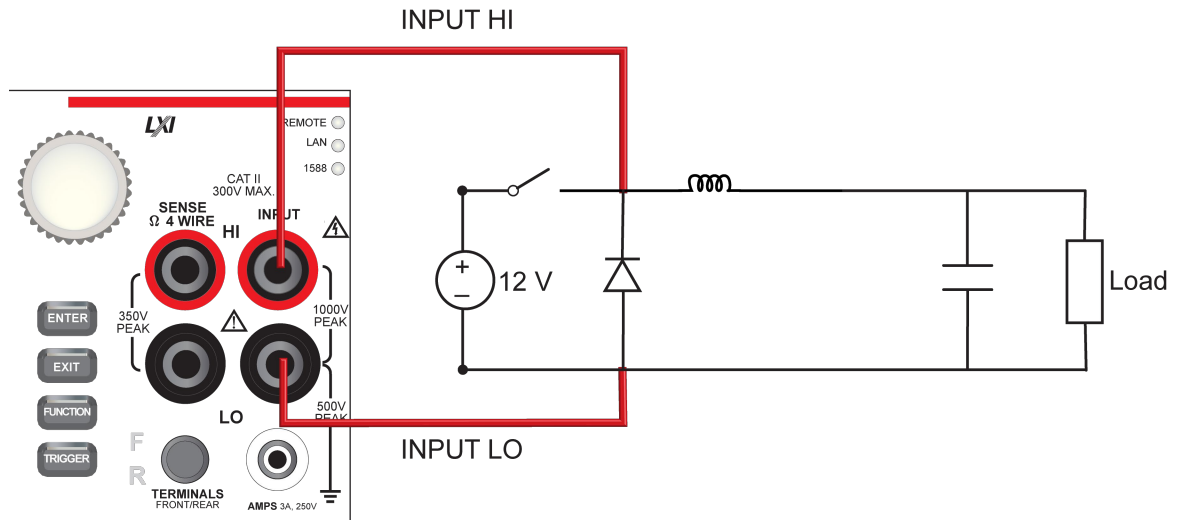 INPUT HI
LXI
REMOTE
LAN
1588
CAT II
300V MAX.
SENSE
Ω 4 WIRE
HI
INPUT
350V
PEAK
1000V
PEAK
+
−
12 V
Load
ENTER
EXIT
FUNCTION
TRIGGER
LO
500V
PEAK
INPUT LO
F
R
TERMINALS
FRONT/REAR
AMPS 3A, 250V